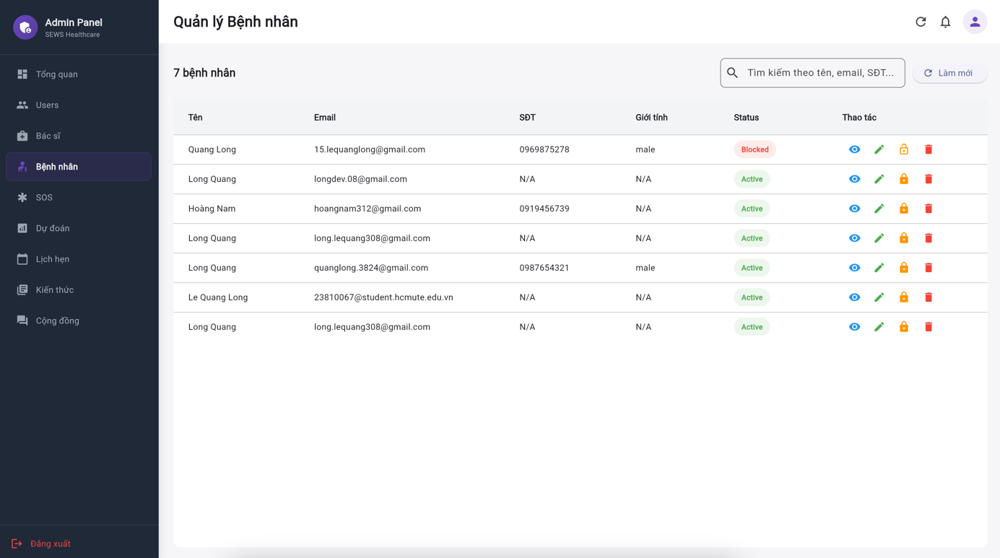 Admin Panel
SEWS Healthcare
Tổng quan
Users
Bác sĩ
Bệnh nhân
SOS
Dự đoán
Lịch hẹn
Kiến thức
Cộng đồng
Đăng xuất
Quản lý Bệnh nhân
7 bệnh nhân
Tìm kiếm theo tên, email, SĐT...
Làm mới
Tên Email SĐT Giới tính Status Thao tác
Quang Long 15.lequanglong@gmail.com 0969875278 male Blocked
Long Quang longdev.08@gmail.com N/A N/A Active
Hoàng Nam hoangnam312@gmail.com 0919456739 N/A Active
Long Quang long.lequang308@gmail.com N/A N/A Active
Long Quang quanglong.3824@gmail.com 0987654321 male Active
Le Quang Long 23810067@student.hcmute.edu.vn N/A N/A Active
Long Quang long.lequang308@gmail.com N/A N/A Active